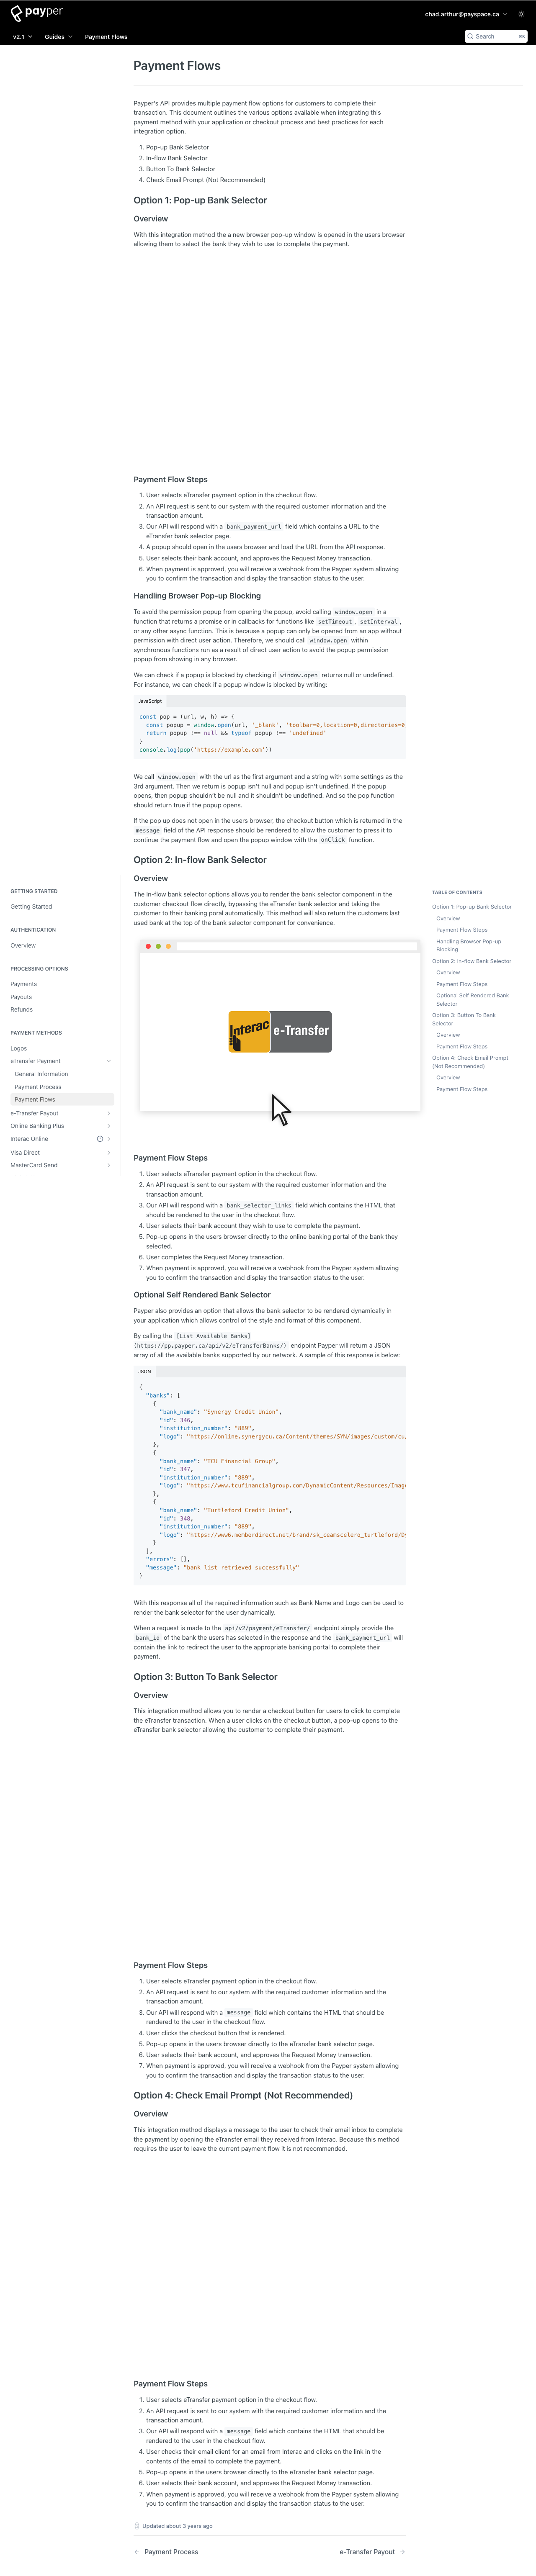 payper
chad.arthur@payspace.ca
v2.1
Guides
Payment Flows
Search
⌘K
Payment Flows
Payper's API provides multiple payment flow options for customers to complete their
transaction. This document outlines the various options available when integrating this
payment method with your application or checkout process and best practices for each
integration option.
1. Pop-up Bank Selector
2. In-flow Bank Selector
3. Button To Bank Selector
4. Check Email Prompt (Not Recommended)
Option 1: Pop-up Bank Selector
Overview
With this integration method the a new browser pop-up window is opened in the users browser
allowing them to select the bank they wish to use to complete the payment.
Payment Flow Steps
1. User selects eTransfer payment option in the checkout flow.
2. An API request is sent to our system with the required customer information and the
transaction amount.
3. Our API will respond with a bank_payment_url field which contains a URL to the
eTransfer bank selector page.
4. A popup should open in the users browser and load the URL from the API response.
5. User selects their bank account, and approves the Request Money transaction.
6. When payment is approved, you will receive a webhook from the Payper system allowing
you to confirm the transaction and display the transaction status to the user.
Handling Browser Pop-up Blocking
To avoid the permission popup from opening the popup, avoid calling window.open in a
function that returns a promise or in callbacks for functions like setTimeout, setInterval,
or any other async function. This is because a popup can only be opened from an app without
permission with direct user action. Therefore, we should call window.open within
synchronous functions run as a result of direct user action to avoid the popup permission
popup from showing in any browser.
We can check if a popup is blocked by checking if window.open returns null or undefined.
For instance, we can check if a popup window is blocked by writing:
JavaScript
const pop = (url, w, h) => {
const popup = window.open(url, '_blank', 'toolbar=0,location=0,directories=0
return popup !== null && typeof popup !== 'undefined'
}
console.log(pop('https://example.com'))
We call window.open with the url as the first argument and a string with some settings as the
3rd argument. Then we return is popup isn't null and popup isn't undefined. If the popup
opens, then popup shouldn't be null and it shouldn't be undefined. And so the pop function
should return true if the popup opens.
If the pop up does not open in the users browser, the checkout button which is returned in the
message field of the API response should be rendered to allow the customer to press it to
continue the payment flow and open the popup window with the onClick function.
Option 2: In-flow Bank Selector
Overview
The In-flow bank selector options allows you to render the bank selector component in the
customer checkout flow directly, bypassing the eTransfer bank selector and taking the
customer to their banking poral automatically. This method will also return the customers last
used bank at the top of the bank selector component for convenience.
Interac
e-Transfer
Payment Flow Steps
1. User selects eTransfer payment option in the checkout flow.
2. An API request is sent to our system with the required customer information and the
transaction amount.
3. Our API will respond with a bank_selector_links field which contains the HTML that
should be rendered to the user in the checkout flow.
4. User selects their bank account they wish to use to complete the payment.
5. Pop-up opens in the users browser directly to the online banking portal of the bank they
selected.
6. User completes the Request Money transaction.
7. When payment is approved, you will receive a webhook from the Payper system allowing
you to confirm the transaction and display the transaction status to the user.
Optional Self Rendered Bank Selector
Payper also provides an option that allows the bank selector to be rendered dynamically in
your application which allows control of the style and format of this component.
By calling the [List Available Banks]
(https://pp.payper.ca/api/v2/eTransferBanks/) endpoint Payper will return a JSON
array of all the available banks supported by our network. A sample of this response is below:
JSON
{
"banks": [
{
"bank_name": "Synergy Credit Union",
"id": 346,
"institution_number": "889",
"logo": "https://online.synergycu.ca/Content/themes/SYN/images/custom/cu
},
{
"bank_name": "TCU Financial Group",
"id": 347,
"institution_number": "889",
"logo": "https://www.tcufinancialgroup.com/DynamicContent/Resources/Imag
},
{
"bank_name": "Turtleford Credit Union",
"id": 348,
"institution_number": "889",
"logo": "https://www6.memberdirect.net/brand/sk_ceamscelero_turtleford/D
}
],
"errors": [],
"message": "bank list retrieved successfully"
}
With this response all of the required information such as Bank Name and Logo can be used to
render the bank selector for the user dynamically.
When a request is made to the api/v2/payment/eTransfer/ endpoint simply provide the
bank_id of the bank the users has selected in the response and the bank_payment_url will
contain the link to redirect the user to the appropriate banking portal to complete their
payment.
Option 3: Button To Bank Selector
Overview
This integration method allows you to render a checkout button for users to click to complete
the eTransfer transaction. When a user clicks on the checkout button, a pop-up opens to the
eTransfer bank selector allowing the customer to complete their payment.
Payment Flow Steps
1. User selects eTransfer payment option in the checkout flow.
2. An API request is sent to our system with the required customer information and the
transaction amount.
3. Our API will respond with a message field which contains the HTML that should be
rendered to the user in the checkout flow.
4. User clicks the checkout button that is rendered.
5. Pop-up opens in the users browser directly to the eTransfer bank selector page.
6. User selects their bank account, and approves the Request Money transaction.
7. When payment is approved, you will receive a webhook from the Payper system allowing
you to confirm the transaction and display the transaction status to the user.
Option 4: Check Email Prompt (Not Recommended)
Overview
This integration method displays a message to the user to check their email inbox to complete
the payment by opening the eTransfer email they received from Interac. Because this method
requires the user to leave the current payment flow it is not recommended.
Payment Flow Steps
1. User selects eTransfer payment option in the checkout flow.
2. An API request is sent to our system with the required customer information and the
transaction amount.
3. Our API will respond with a message field which contains the HTML that should be
rendered to the user in the checkout flow.
4. User checks their email client for an email from Interac and clicks on the link in the
contents of the email to complete the payment.
5. Pop-up opens in the users browser directly to the eTransfer bank selector page.
6. User selects their bank account, and approves the Request Money transaction.
7. When payment is approved, you will receive a webhook from the Payper system allowing
you to confirm the transaction and display the transaction status to the user.
Updated about 3 years ago
← Payment Process
e-Transfer Payout →
GETTING STARTED
Getting Started
AUTHENTICATION
Overview
PROCESSING OPTIONS
Payments
Payouts
Refunds
PAYMENT METHODS
Logos
eTransfer Payment
General Information
Payment Process
Payment Flows
e-Transfer Payout
Online Banking Plus
Interac Online
Visa Direct
MasterCard Send
TABLE OF CONTENTS
Option 1: Pop-up Bank Selector
Overview
Payment Flow Steps
Handling Browser Pop-up
Blocking
Option 2: In-flow Bank Selector
Overview
Payment Flow Steps
Optional Self Rendered Bank
Selector
Option 3: Button To Bank
Selector
Overview
Payment Flow Steps
Option 4: Check Email Prompt
(Not Recommended)
Overview
Payment Flow Steps